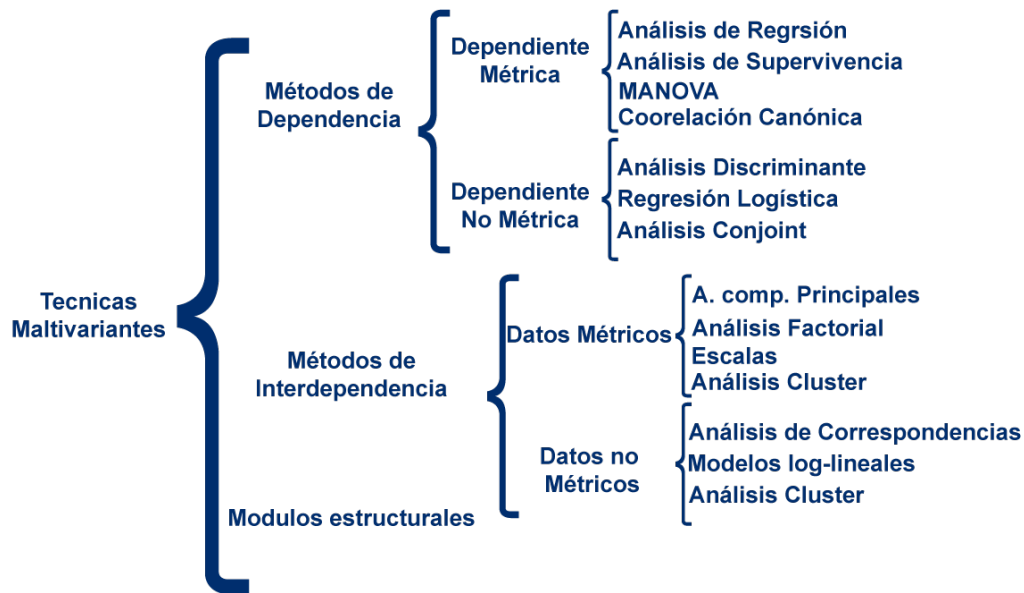 Tecnicas
Maltivariantes
Métodos de
Dependencia
Dependiente
Métrica
Análisis de Regrsión
Análisis de Supervivencia
MANOVA
Coorelación Canónica
Dependiente
No Métrica
Análisis Discriminante
Regresión Logística
Análisis Conjoint
Métodos de
Interdependencia
Datos Métricos
A. comp. Principales
Análisis Factorial
Escalas
Análisis Cluster
Datos no
Métricos
Análisis de Correspondencias
Modelos log-lineales
Análisis Cluster
Modulos estructurales